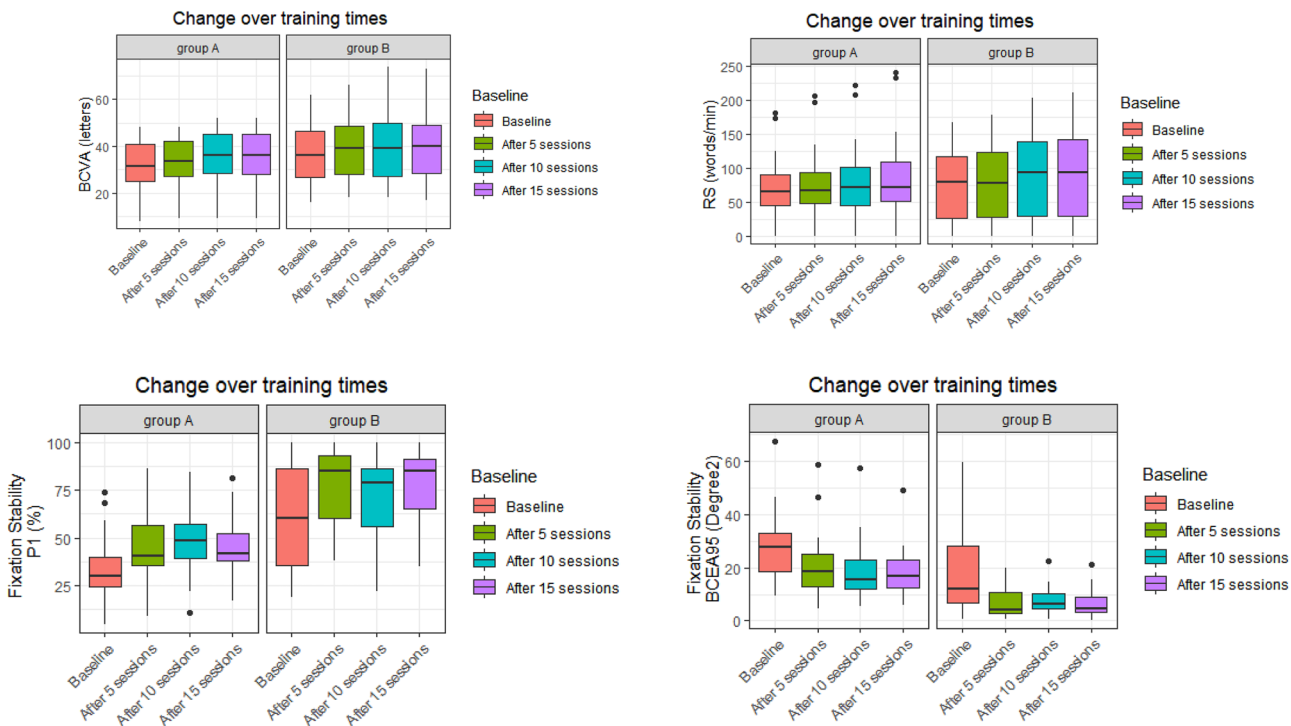 Change over training times
group A
group B
BCVA (letters)
60
40
20
Baseline
After 5 sessions
After 10 sessions
After 15 sessions
Baseline
After 5 sessions
After 10 sessions
After 15 sessions
Baseline
Baseline
After 5 sessions
After 10 sessions
After 15 sessions
Change over training times
group A
group B
RS (words/min)
250
200
150
100
50
0
Baseline
After 5 sessions
After 10 sessions
After 15 sessions
Baseline
After 5 sessions
After 10 sessions
After 15 sessions
Baseline
Baseline
After 5 sessions
After 10 sessions
After 15 sessions
Change over training times
group A
group B
Fixation Stability
P1 (%)
100
75
50
25
Baseline
After 5 sessions
After 10 sessions
After 15 sessions
Baseline
After 5 sessions
After 10 sessions
After 15 sessions
Baseline
Baseline
After 5 sessions
After 10 sessions
After 15 sessions
Change over training times
group A
group B
Fixation Stability
BCEA95 (Degree2)
60
40
20
0
Baseline
After 5 sessions
After 10 sessions
After 15 sessions
Baseline
After 5 sessions
After 10 sessions
After 15 sessions
Baseline
Baseline
After 5 sessions
After 10 sessions
After 15 sessions